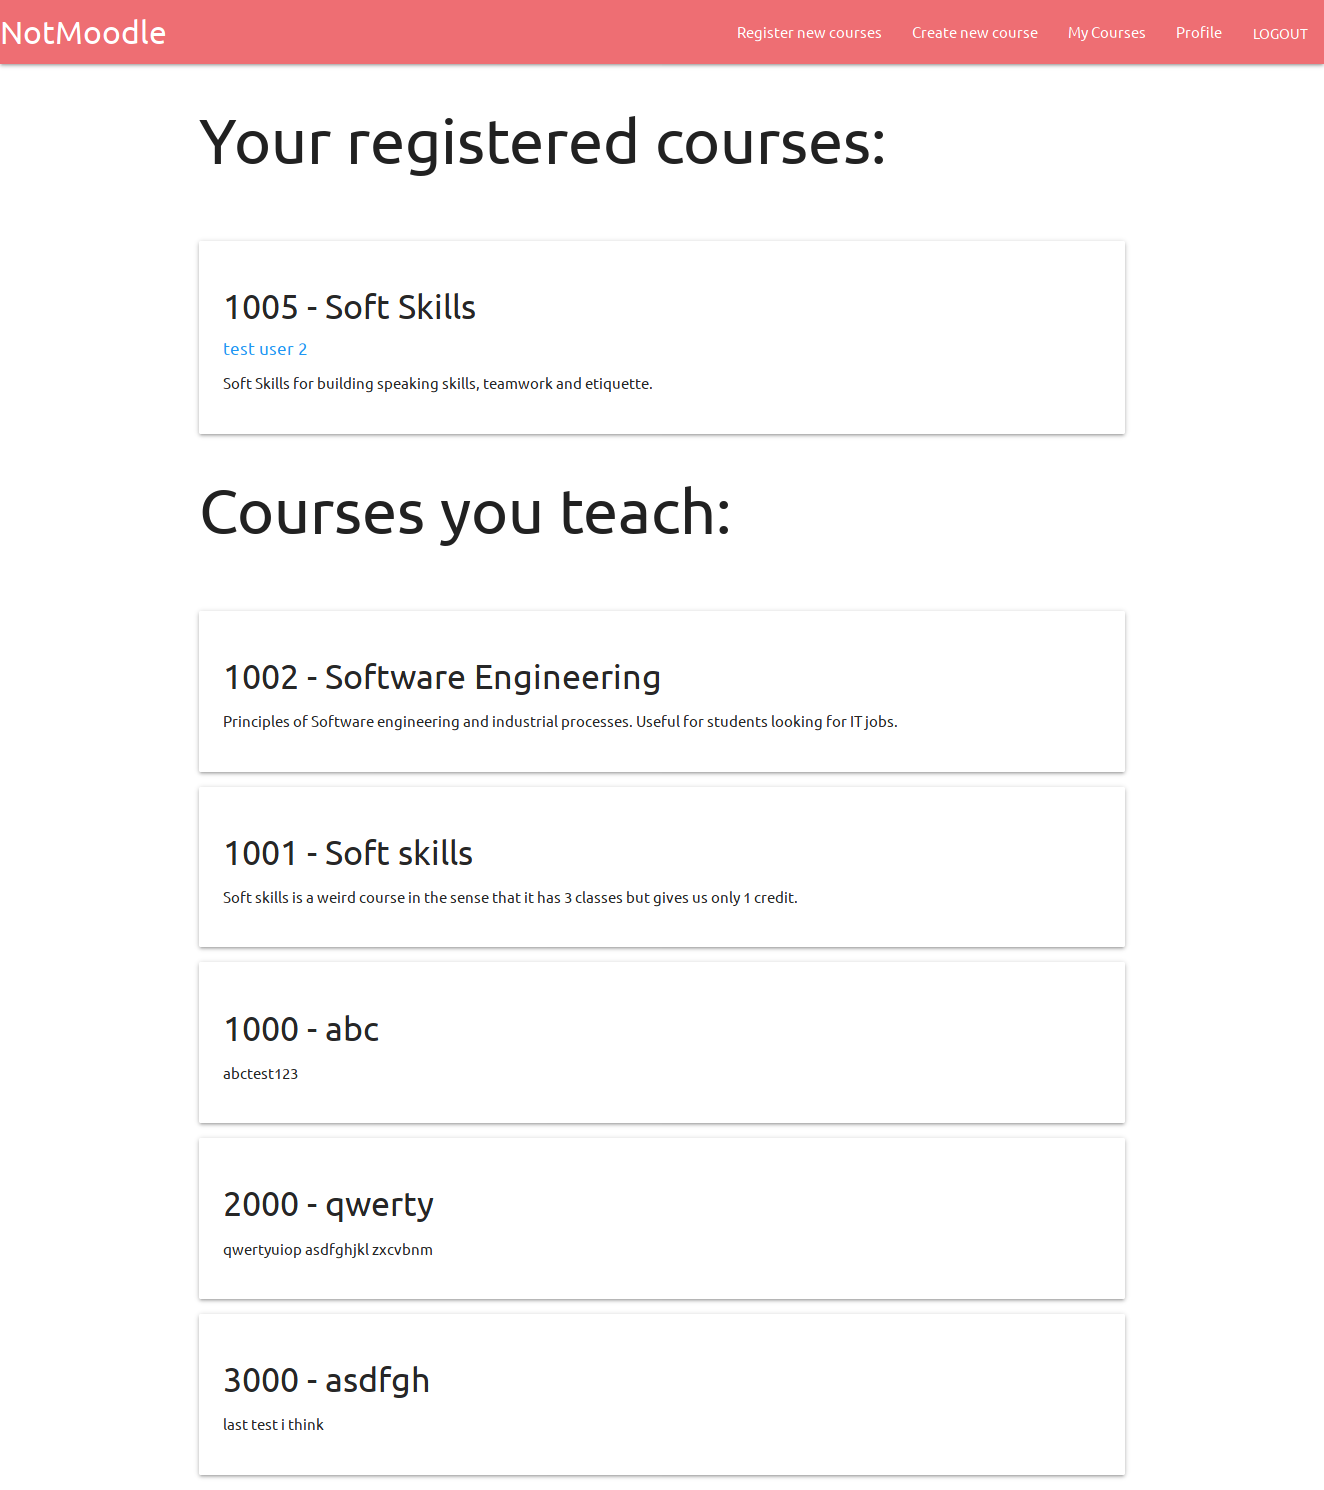 NotMoodle
Register new courses
Create new course
My Courses
Profile
LOGOUT
Your registered courses:
1005 - Soft Skills
test user 2
Soft Skills for building speaking skills, teamwork and etiquette.
Courses you teach:
1002 - Software Engineering
Principles of Software engineering and industrial processes. Useful for students looking for IT jobs.
1001 - Soft skills
Soft skills is a weird course in the sense that it has 3 classes but gives us only 1 credit.
1000 - abc
abctest123
2000 - qwerty
qwertyuiop asdfghjkl zxcvbnm
3000 - asdfgh
last test i think